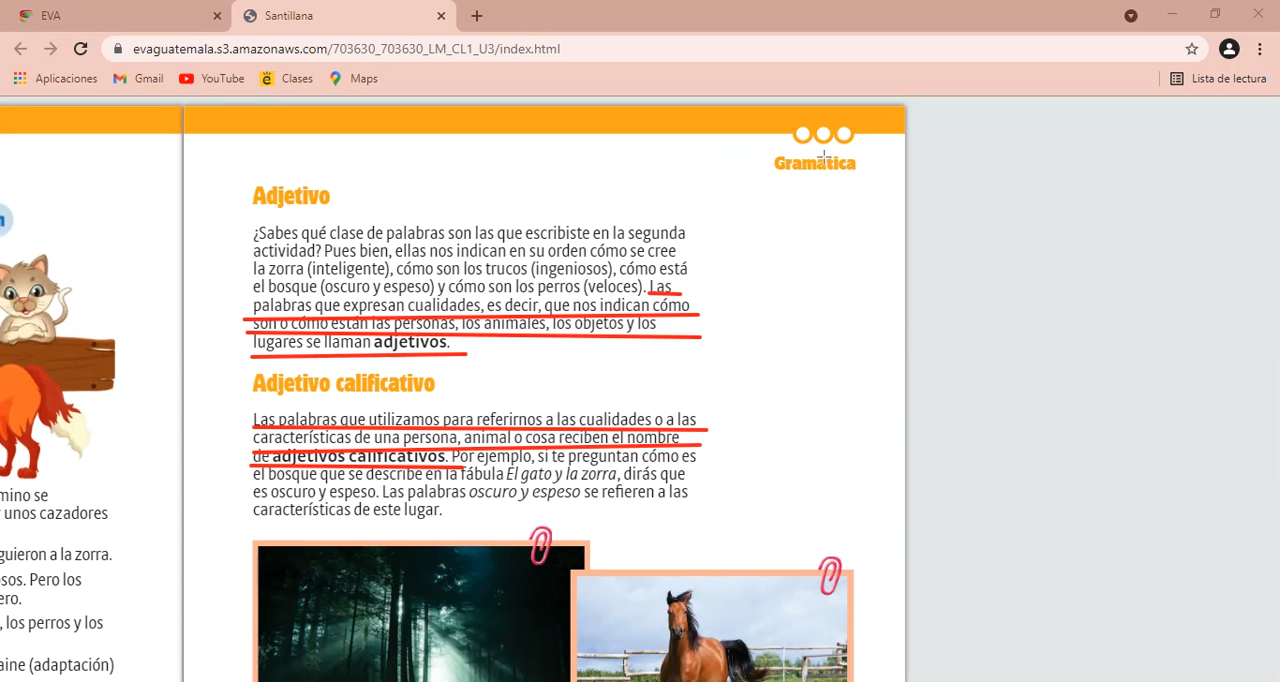 EVA
Santillana
evaguatemala.s3.amazonaws.com/703630_703630_LM_CL1_U3/index.html
Aplicaciones
Gmail
YouTube
Clases
Maps
Lista de lectura
n
mino se
unos cazadores
guieron a la zorra.
osos. Pero los
ero.
, los perros y los
aine (adaptación)
Gramática
Adjetivo
¿Sabes qué clase de palabras son las que escribiste en la segunda
actividad? Pues bien, ellas nos indican en su orden cómo se cree
la zorra (inteligente), cómo son los trucos (ingeniosos), cómo está
el bosque (oscuro y espeso) y cómo son los perros (veloces). Las
palabras que expresan cualidades, es decir, que nos indican cómo
son o cómo están las personas, los animales, los objetos y los
lugares se llaman adjetivos.
Adjetivo calificativo
Las palabras que utilizamos para referirnos a las cualidades o a las
características de una persona, animal o cosa reciben el nombre
de adjetivos calificativos. Por ejemplo, si te preguntan cómo es
el bosque que se describe en la fábula El gato y la zorra, dirás que
es oscuro y espeso. Las palabras oscuro y espeso se refieren a las
características de este lugar.